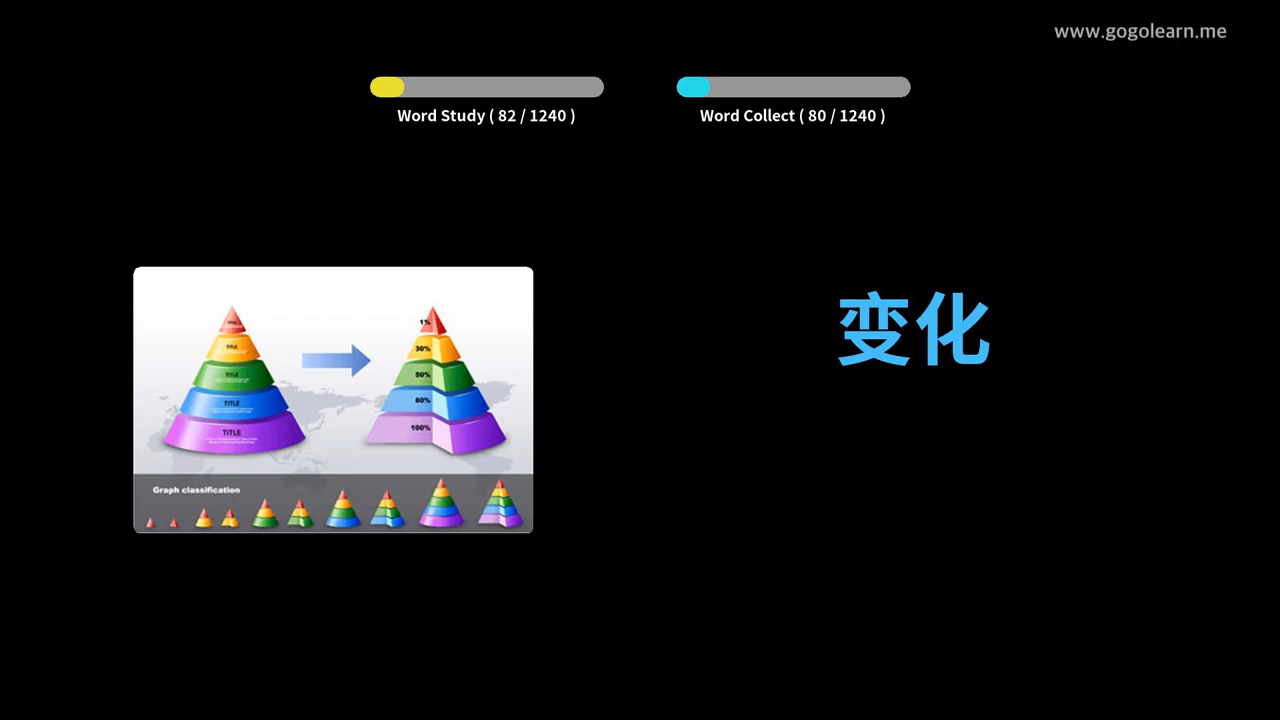 www.gogolearn.me
Word Study ( 82 / 1240 )
Word Collect ( 80 / 1240 )
变化
TITLE
TITLE
TITLE
TITLE
1%
30%
50%
80%
100%
Graph classification